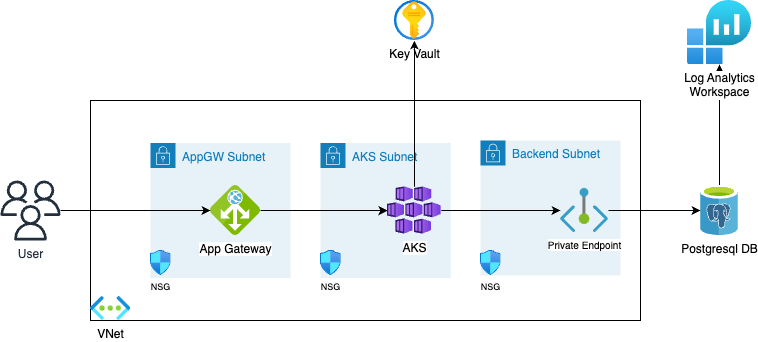 Key Vault
Log Analytics
Workspace
AppGW Subnet
AKS Subnet
Backend Subnet
User
App Gateway
AKS
Private Endpoint
Postgresql DB
NSG
NSG
NSG
VNet